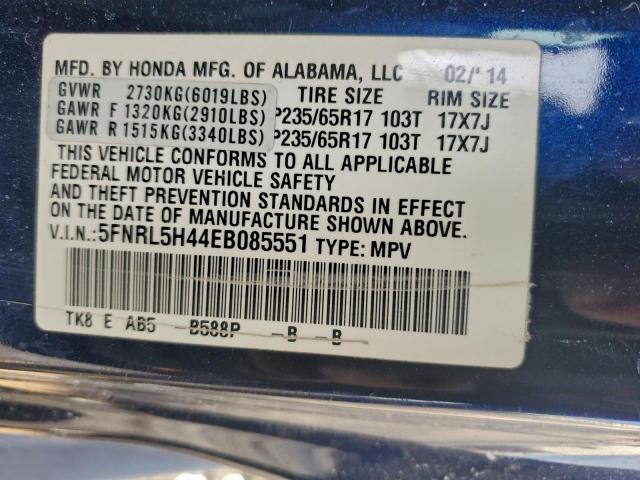 MFD. BY HONDA MFG. OF ALABAMA, LLC 02/'14
GVWR 2730KG(6019LBS) TIRE SIZE RIM SIZE
GAWR F 1320KG(2910LBS) P235/65R17 103T 17X7J
GAWR R 1515KG(3340LBS) P235/65R17 103T 17X7J
THIS VEHICLE CONFORMS TO ALL APPLICABLE
FEDERAL MOTOR VEHICLE SAFETY
AND THEFT PREVENTION STANDARDS IN EFFECT
ON THE DATE OF MANUFACTURE SHOWN ABOVE.
V.I.N.:5FNRL5H44EB085551 TYPE: MPV
TK8 E AB5 -B588P -B -B